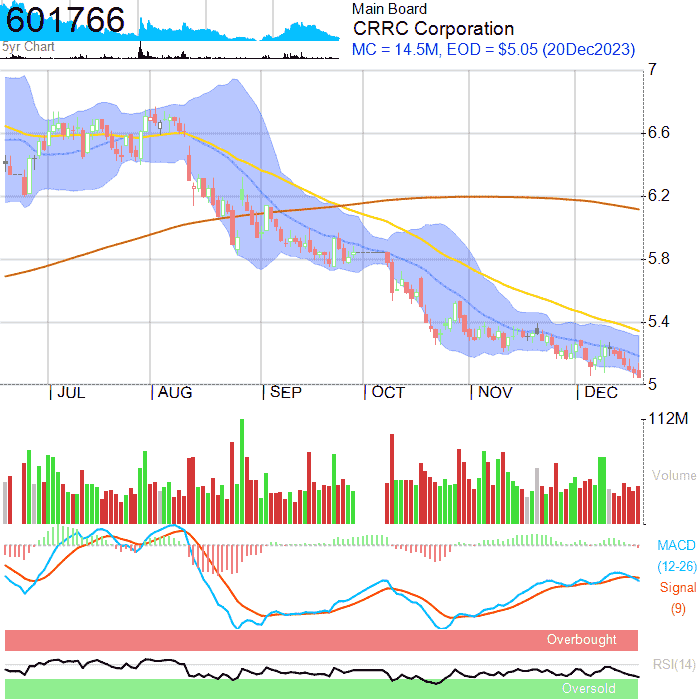 601766
5yr Chart
Main Board
CRRC Corporation
MC = 14.5M, EOD = $5.05 (20Dec2023)
7
6.6
6.2
5.8
5.4
5
JUL
AUG
SEP
OCT
NOV
DEC
112M
Volume
MACD
(12-26)
Signal
(9)
Overbought
RSI(14)
Oversold